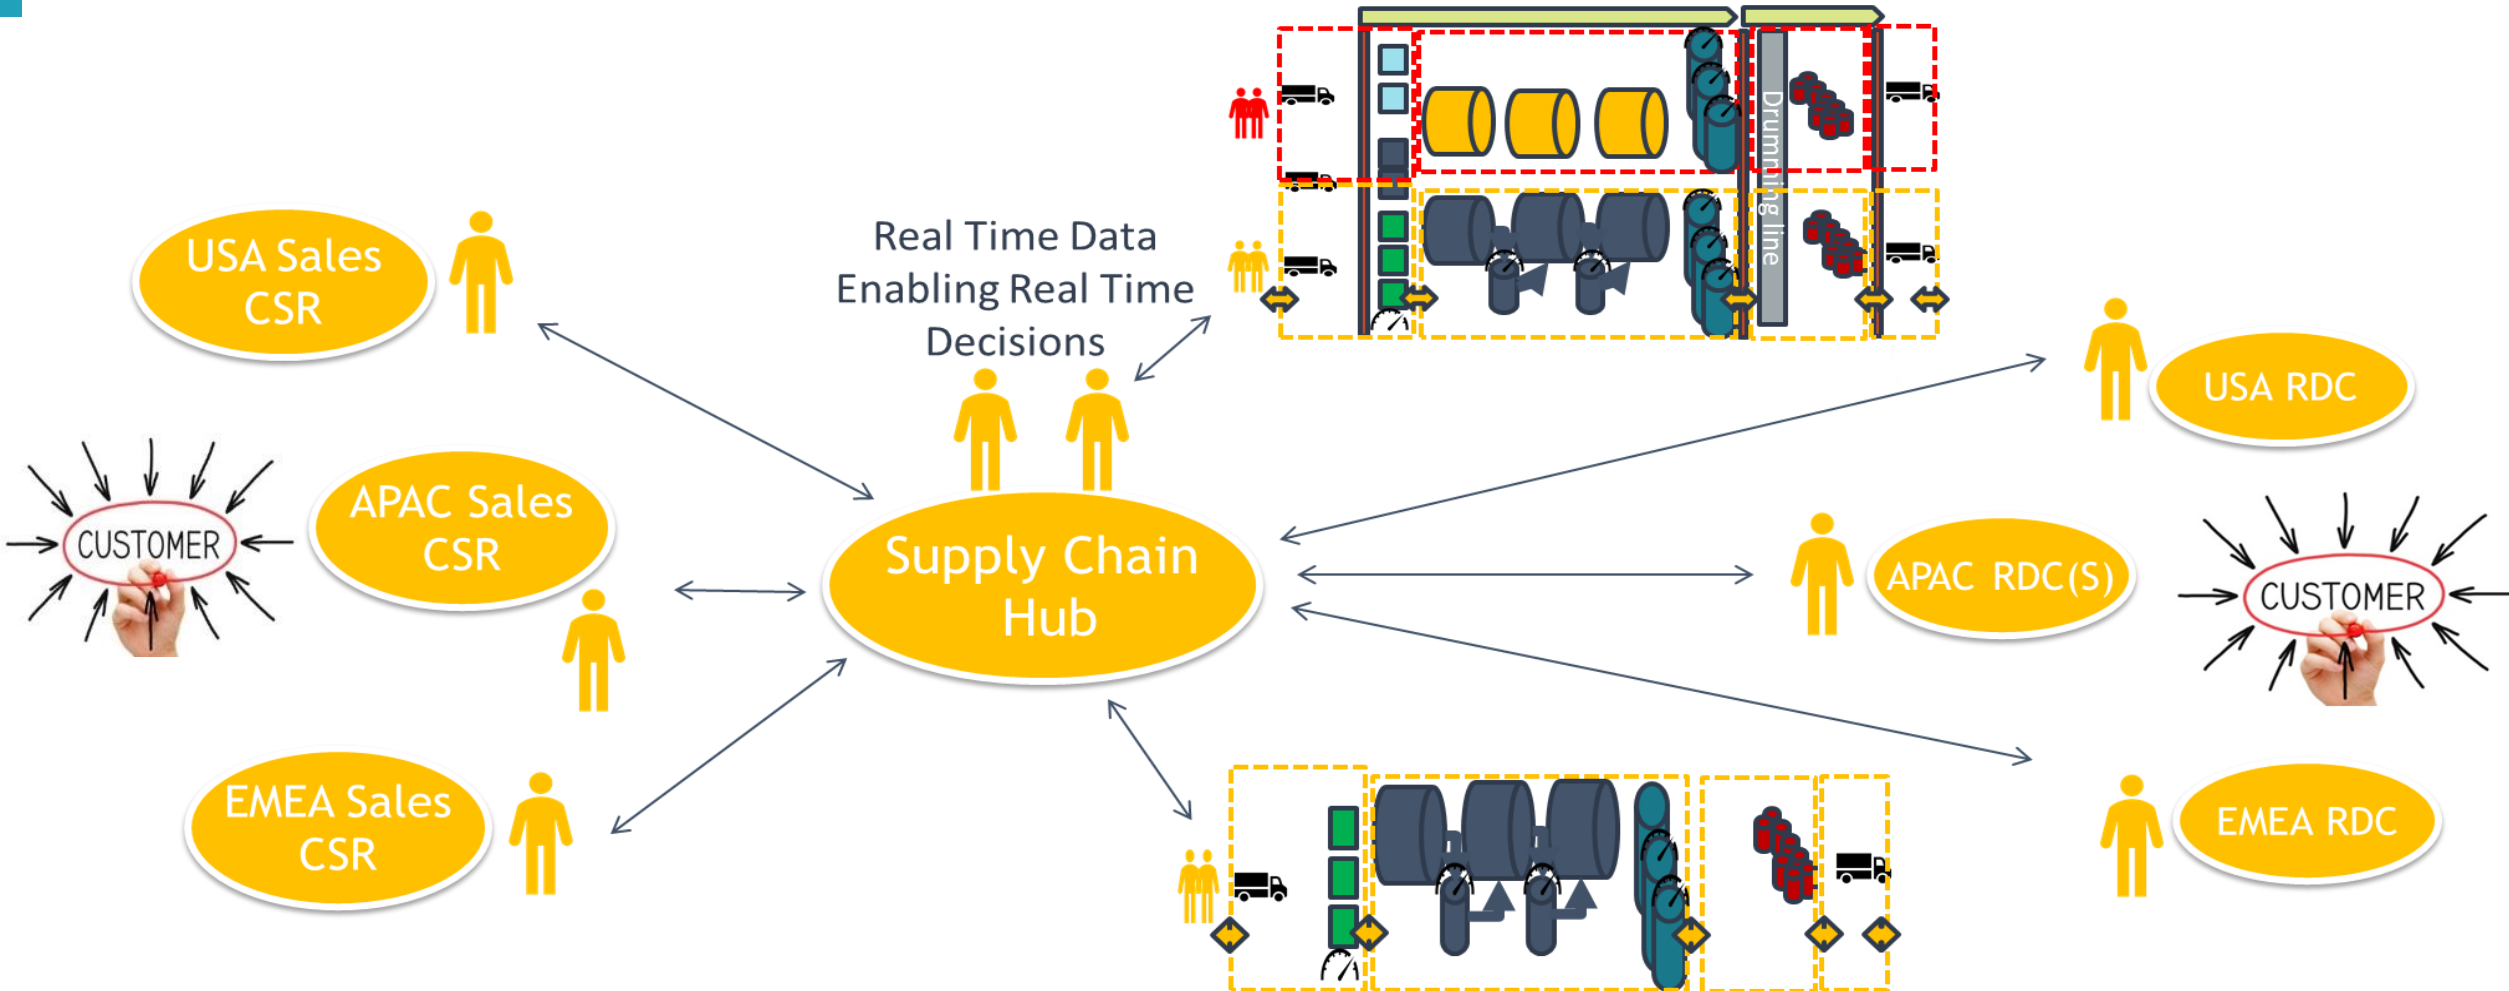 Real Time Data
Enabling Real Time
Decisions
Drumming line
USA Sales
CSR
APAC Sales
CSR
CUSTOMER
EMEA Sales
CSR
Supply Chain
Hub
USA RDC
APAC RDC(S)
CUSTOMER
EMEA RDC